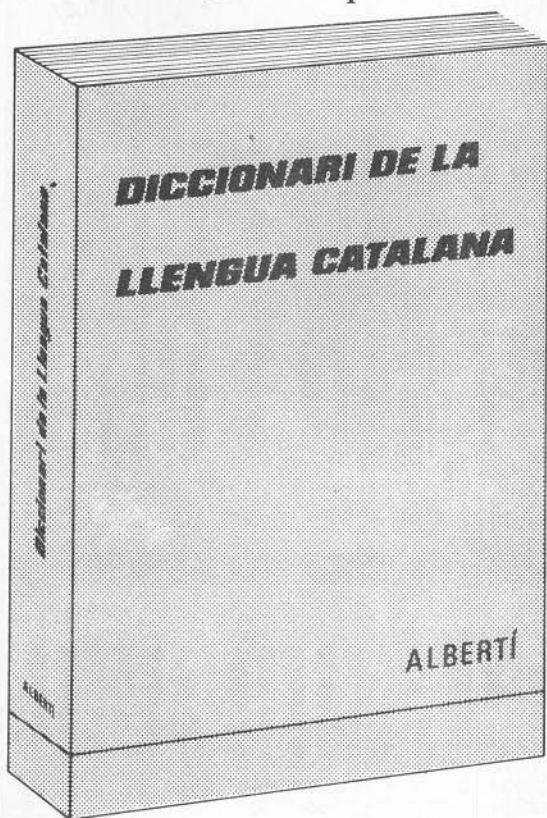 DICCIONARI DE LA
LLENGUA CATALANA
ALBERTÍ
Diccionari de la Llengua Catalana
ALBERTÍ